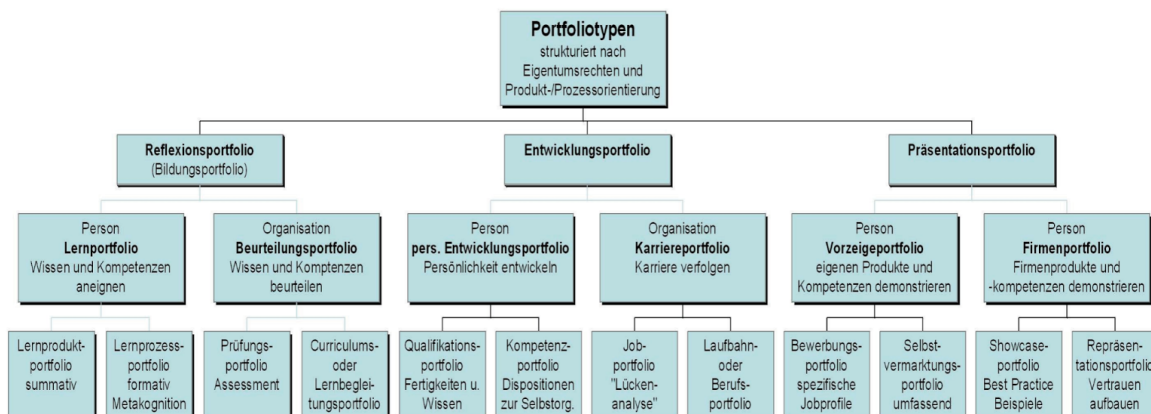 Portfoliotypen
strukturiert nach
Eigentumsrechten und
Produkt-/Prozessorientierung
Reflexionsportfolio
(Bildungsportfolio)
Entwicklungsportfolio
Präsentationsportfolio
Person
Lernportfolio
Wissen und Kompetenzen
aneignen
Organisation
Beurteilungsportfolio
Wissen und Komptenzen
beurteilen
Person
pers. Entwicklungsportfolio
Persönlichkeit entwickeln
Organisation
Karriereportfolio
Karriere verfolgen
Person
Vorzeigeportfolio
eigenen Produkte und
Kompetenzen demonstrieren
Person
Firmenportfolio
Firmenprodukte und
-kompetenzen demonstrieren
Lernprodukt-
portfolio
summativ
Lernprozess-
portfolio
formativ
Metakognition
Prüfungs-
portfolio
Assessment
Curriculums-
oder
Lernbeglei-
tungsportfolio
Qualifikations-
portfolio
Fertigkeiten u.
Wissen
Kompetenz-
portfolio
Dispositionen
zur Selbstorg.
Job-
portfolio
"Lücken-
analyse"
Laufbahn-
oder
Berufs-
portfolio
Bewerbungs-
portfolio
spezifische
Jobprofile
Selbst-
vermarktungs-
portfolio
umfassend
Showcase-
portfolio
Best Practice
Beispiele
Repräsen-
tationsportfolio
Vertrauen
aufbauen